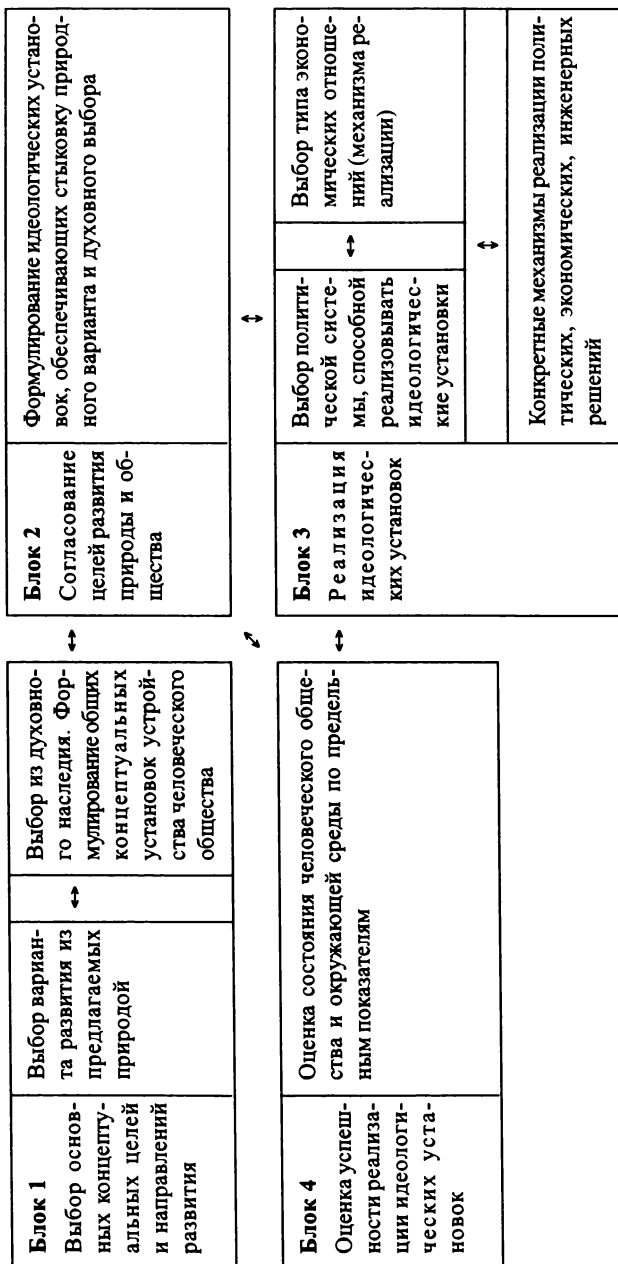 Блок 1
Выбор основ-
ных концепту-
альных целей
и направлений
развития
Выбор вариан-
та развития из
предлагаемых
природой
↔
Выбор из духовно-
го наследия. Фор-
мулирование общих
концептуальных
установок устрой-
ства человеческого
общества
↔
Блок 2
Согласование
целей развития
природы и об-
щества
Формулирование идеологических устано-
вок, обеспечивающих стыковку природ-
ного варианта и духовного выбора
↕
Блок 3
Реализация
идеологичес-
ких установок
Выбор полити-
ческой систе-
мы, способной
реализовывать
идеологичес-
кие установки
↔
Выбор типа эконо-
мических отноше-
ний (механизма ре-
ализации)
↕
Конкретные механизмы реализации поли-
тических, экономических, инженерных
решений
↔
Блок 4
Оценка успеш-
ности реализа-
ции идеологи-
ческих уста-
новок
Оценка состояния человеческого обще-
ства и окружающей среды по предель-
ным показателям